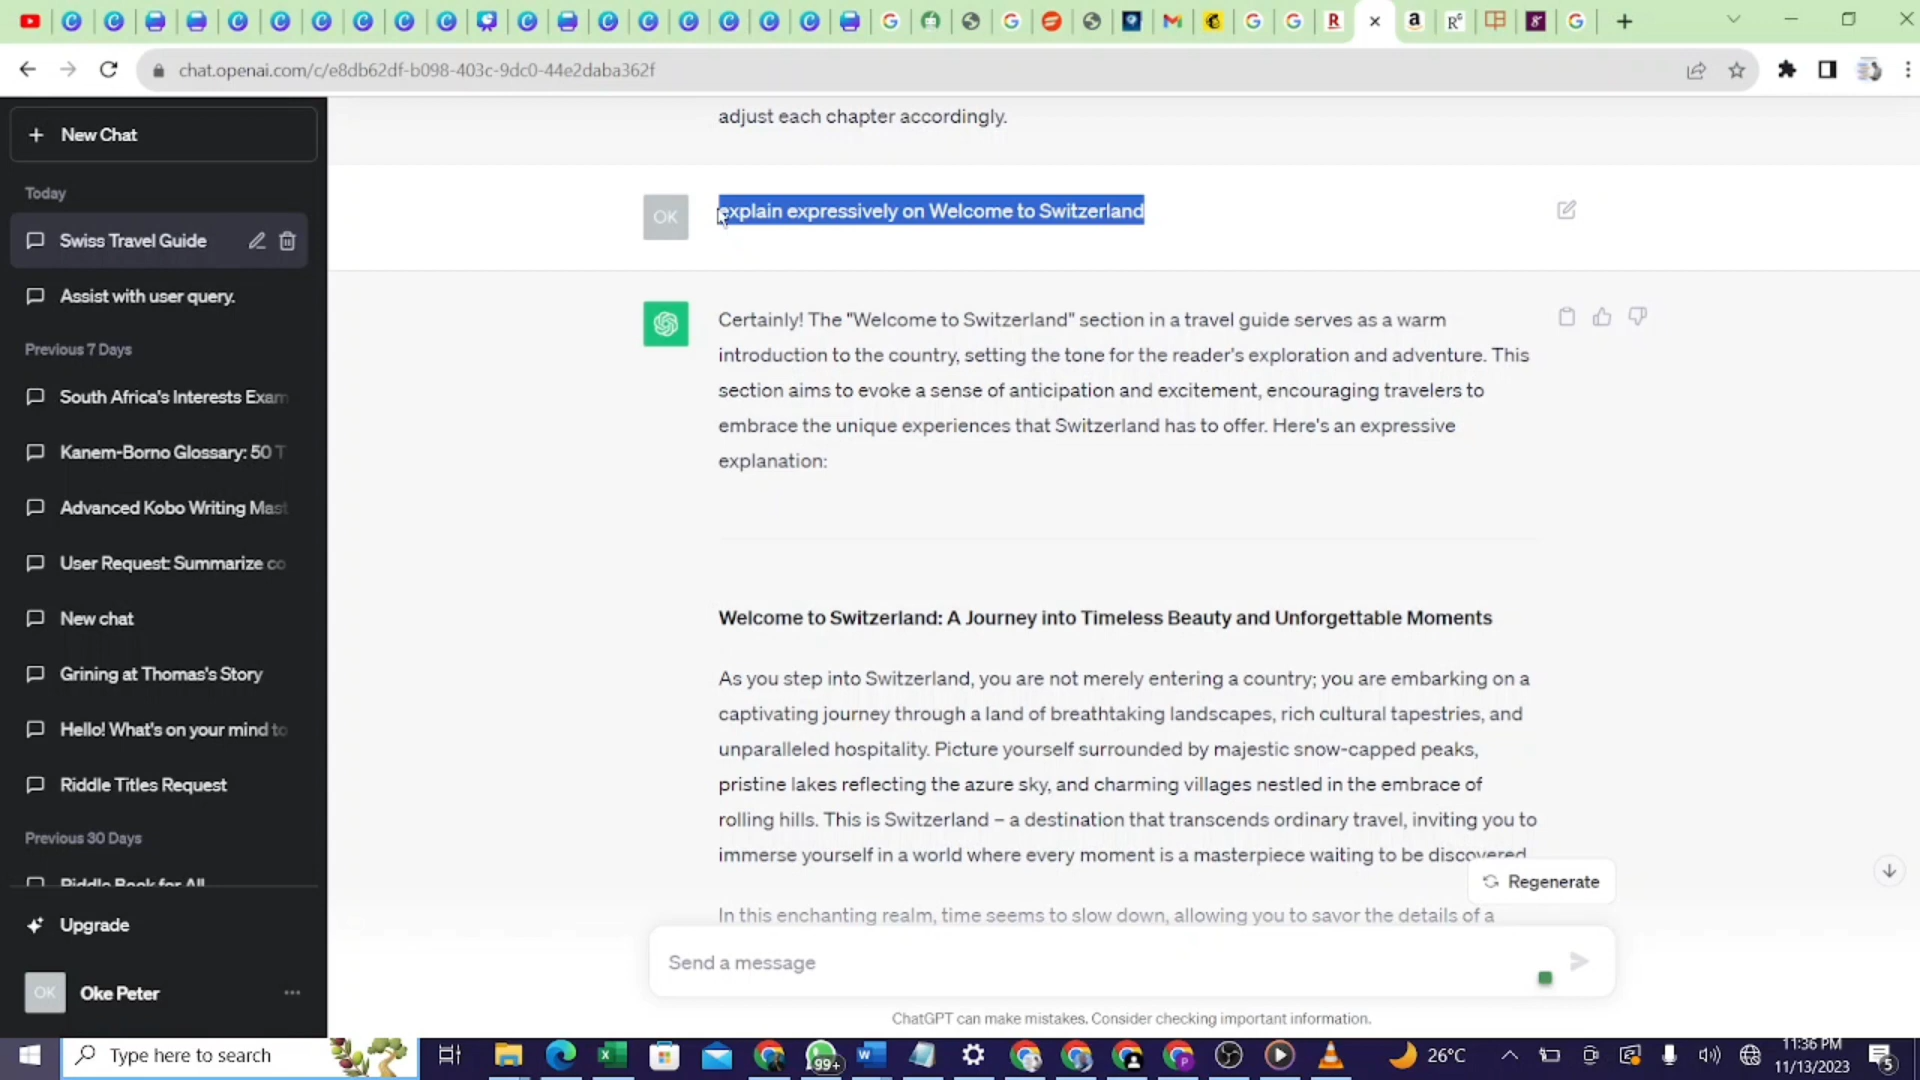 chat.openai.com/c/e8db62df-b098-403c-9dc0-44e2daba362f
New Chat
Today
Swiss Travel Guide
Assist with user query.
Previous 7 Days
South Africa's Interests Exam
Kanem-Borno Glossary: 50 T
Advanced Kobo Writing Mast
User Request: Summarize co
New chat
Grining at Thomas's Story
Hello! What's on your mind to
Riddle Titles Request
Previous 30 Days
Riddle Book for All
Upgrade
OK
Oke Peter
adjust each chapter accordingly.
OK
explain expressively on Welcome to Switzerland
Certainly! The "Welcome to Switzerland" section in a travel guide serves as a warm
introduction to the country, setting the tone for the reader's exploration and adventure. This
section aims to evoke a sense of anticipation and excitement, encouraging travelers to
embrace the unique experiences that Switzerland has to offer. Here's an expressive
explanation:
Welcome to Switzerland: A Journey into Timeless Beauty and Unforgettable Moments
As you step into Switzerland, you are not merely entering a country; you are embarking on a
captivating journey through a land of breathtaking landscapes, rich cultural tapestries, and
unparalleled hospitality. Picture yourself surrounded by majestic snow-capped peaks,
pristine lakes reflecting the azure sky, and charming villages nestled in the embrace of
rolling hills. This is Switzerland – a destination that transcends ordinary travel, inviting you to
immerse yourself in a world where every moment is a masterpiece waiting to be discovered
Regenerate
In this enchanting realm, time seems to slow down, allowing you to savor the details of a
Send a message
ChatGPT can make mistakes. Consider checking important information.
Type here to search
99+
26°C
11:36 PM
11/13/2023
5